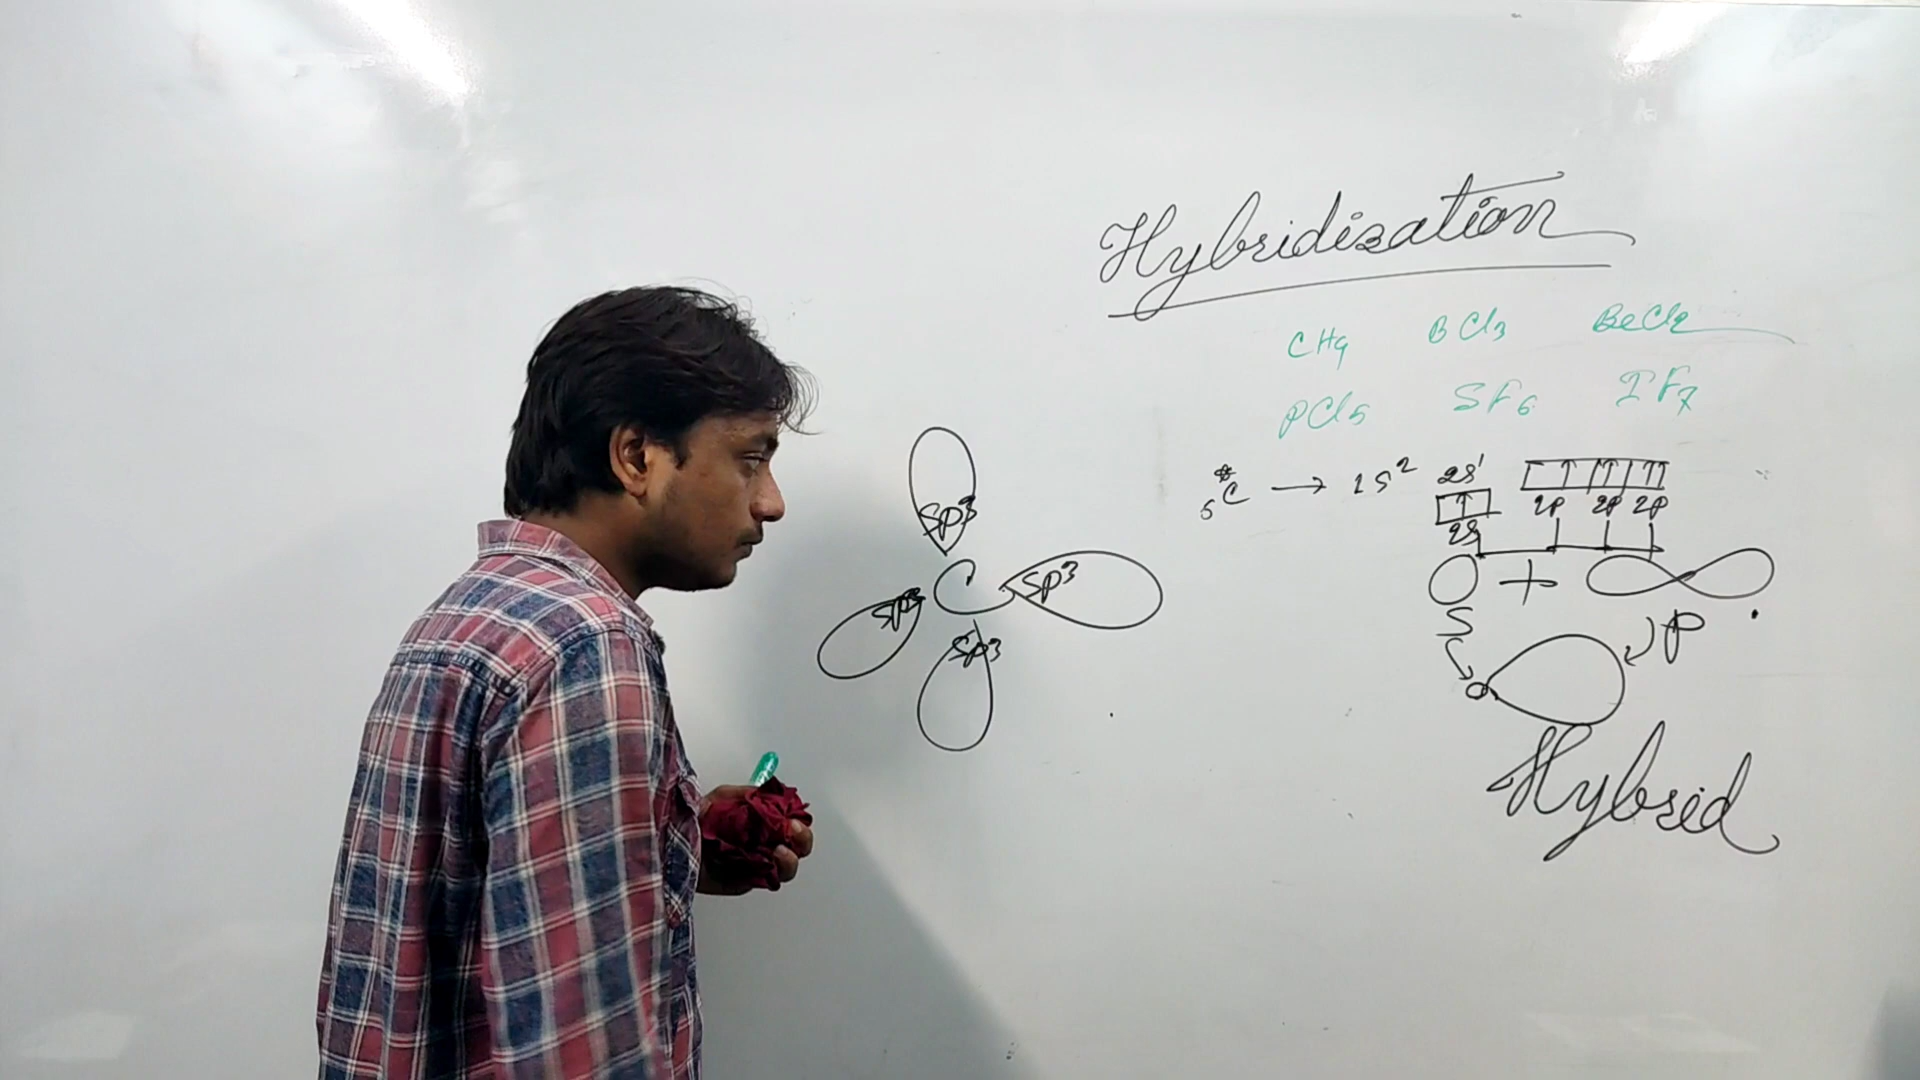 Hybridization
CH4 BCl3 BeCl2
PCl5 SF6 IF7
6C* → 1S² 2S¹
2S 2P 2P 2P
S + P
Hybrid
SP3
SP3 C SP3
SP3